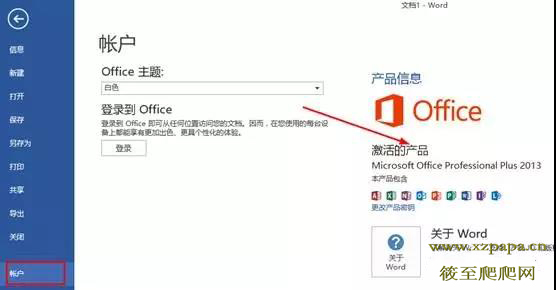 文档1 - Word
信息
新建
打开
保存
另存为
打印
共享
导出
关闭
帐户
帐户
Office 主题:
白色
登录到 Office
登录到 Office 即可从任何位置访问您的文档。因而，在您使用的每台设
备上都能享有更加出色、更具个性化的体验。
登录
产品信息
Office
激活的产品
Microsoft Office Professional Plus 2013
本产品包含
更改产品密钥
关于 Word
关于
Word
www.xzpapa.cn
筱至爬爬网